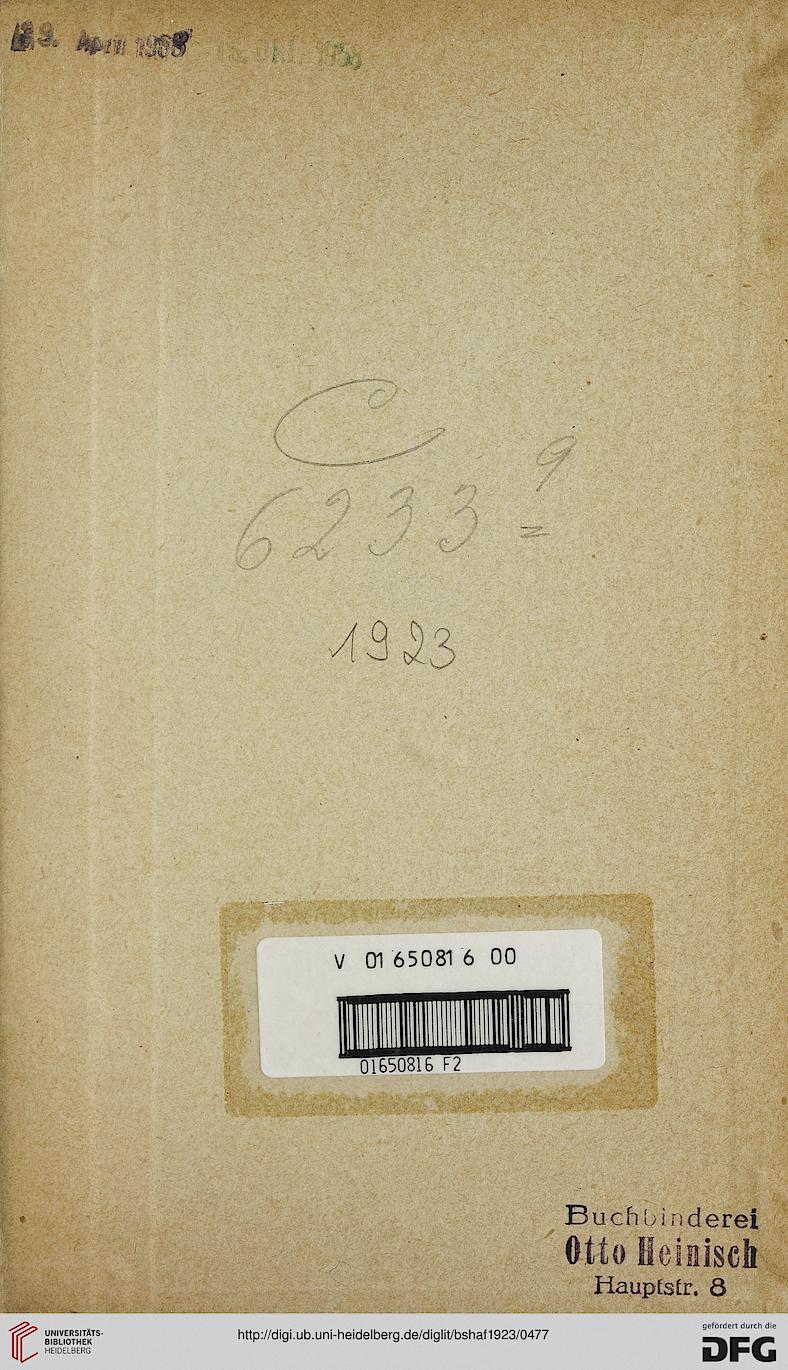 April
C
6233 = 9
1923
V 01 650816 00
01650816 F2
Buchbinderei
Otto Heinisch
Hauptstr. 8
UNIVERSITÄTS-
BIBLIOTHEK
HEIDELBERG
http://digi.ub.uni-heidelberg.de/diglit/bshaf1923/0477
gefördert durch die
DFG